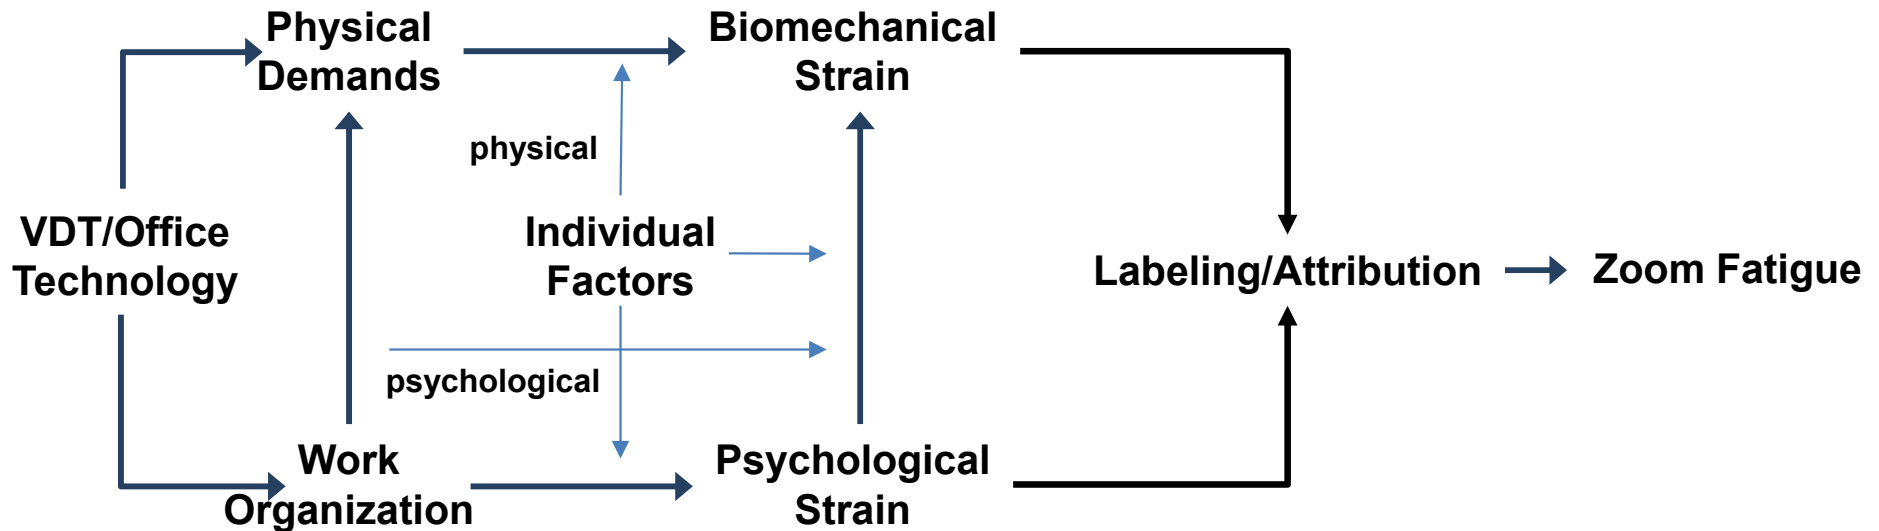 Physical
Demands
Biomechanical
Strain
physical
VDT/Office
Technology
Individual
Factors
Labeling/Attribution
Zoom Fatigue
psychological
Work
Organization
Psychological
Strain